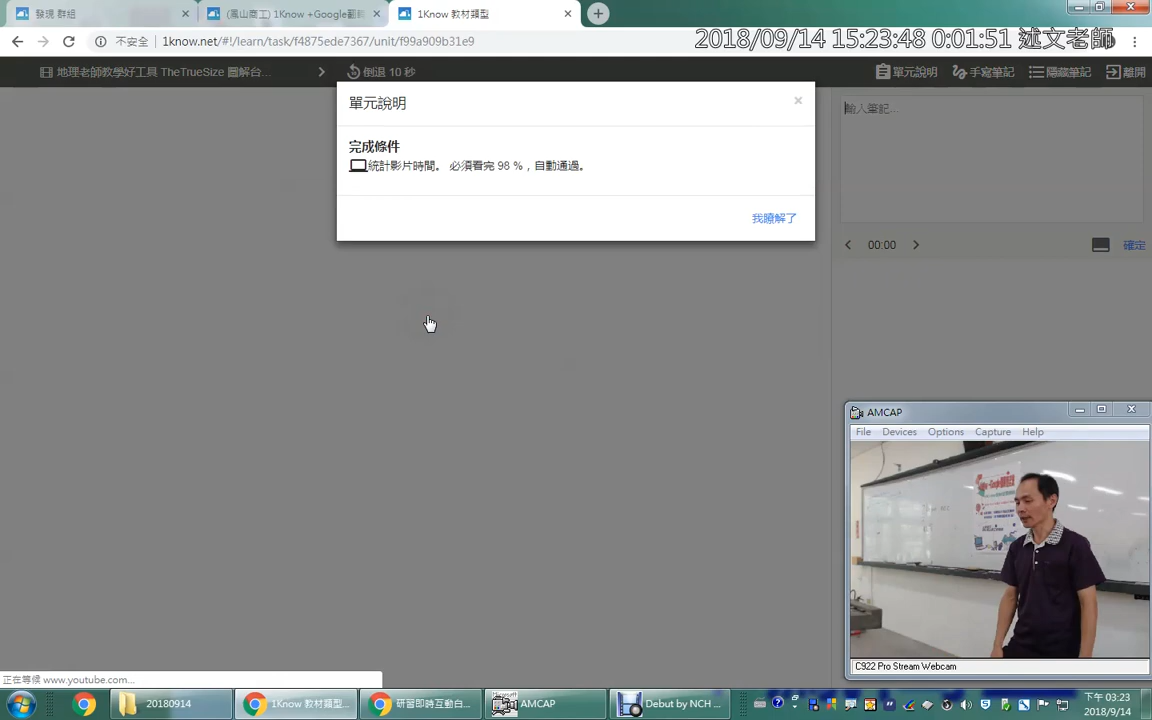 發現 群組
(鳳山商工) 1Know +Google翻
1Know 教材類型
不安全
1know.net/#!/learn/task/f4875ede7367/unit/f99a909b31e9
2018/09/14 15:23:48 0:01:51 述文老師
地理老師教學好工具 TheTrueSize 圖解台...
倒退 10 秒
單元說明
手寫筆記
隱藏筆記
離開
單元說明
輸入筆記...
完成條件
統計影片時間。 必須看完 98 %，自動通過。
我瞭解了
00:00
確定
AMCAP
File Devices Options Capture Help
C922 Pro Stream Webcam
正在等候 www.youtube.com...
20180914
1Know 教材類型...
研習即時互動白...
AMCAP
Debut by NCH ...
下午 03:23
2018/9/14